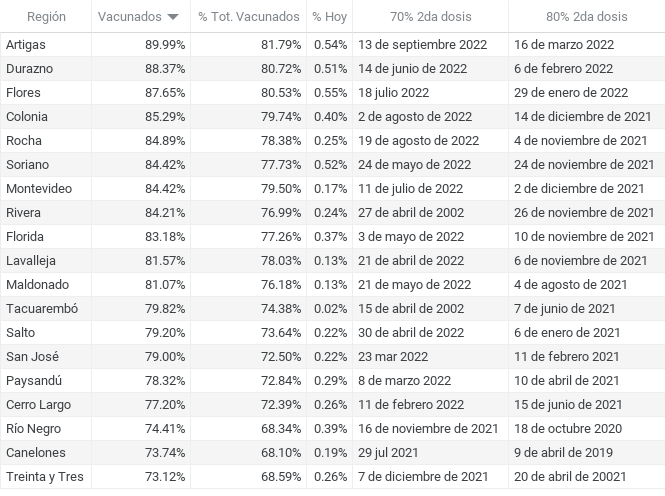 Región Vacunados % Tot. Vacunados % Hoy 70% 2da dosis 80% 2da dosis
Artigas 89.99% 81.79% 0.54% 13 de septiembre 2022 16 de marzo 2022
Durazno 88.37% 80.72% 0.51% 14 de junio de 2022 6 de febrero 2022
Flores 87.65% 80.53% 0.55% 18 julio 2022 29 de enero de 2022
Colonia 85.29% 79.74% 0.40% 2 de agosto de 2022 14 de diciembre de 2021
Rocha 84.89% 78.38% 0.25% 19 de agosto de 2022 4 de noviembre de 2021
Soriano 84.42% 77.73% 0.52% 24 de mayo de 2022 24 de noviembre de 2021
Montevideo 84.42% 79.50% 0.17% 11 de julio de 2022 2 de diciembre de 2021
Rivera 84.21% 76.99% 0.24% 27 de abril de 2002 26 de noviembre de 2021
Florida 83.18% 77.26% 0.37% 3 de mayo de 2022 10 de noviembre de 2021
Lavalleja 81.57% 78.03% 0.13% 21 de abril de 2022 6 de noviembre de 2021
Maldonado 81.07% 76.18% 0.13% 21 de mayo de 2022 4 de agosto de 2021
Tacuarembó 79.82% 74.38% 0.02% 15 de abril de 2002 7 de junio de 2021
Salto 79.20% 73.64% 0.22% 30 de abril de 2022 6 de enero de 2021
San José 79.00% 72.50% 0.22% 23 mar 2022 11 de febrero 2021
Paysandú 78.32% 72.84% 0.29% 8 de marzo 2022 10 de abril de 2021
Cerro Largo 77.20% 72.39% 0.26% 11 de febrero de 2022 15 de junio de 2021
Río Negro 74.41% 68.34% 0.39% 16 de noviembre de 2021 18 de octubre 2020
Canelones 73.74% 68.10% 0.19% 29 jul 2021 9 de abril de 2019
Treinta y Tres 73.12% 68.59% 0.26% 7 de diciembre de 2021 20 de abril de 20021